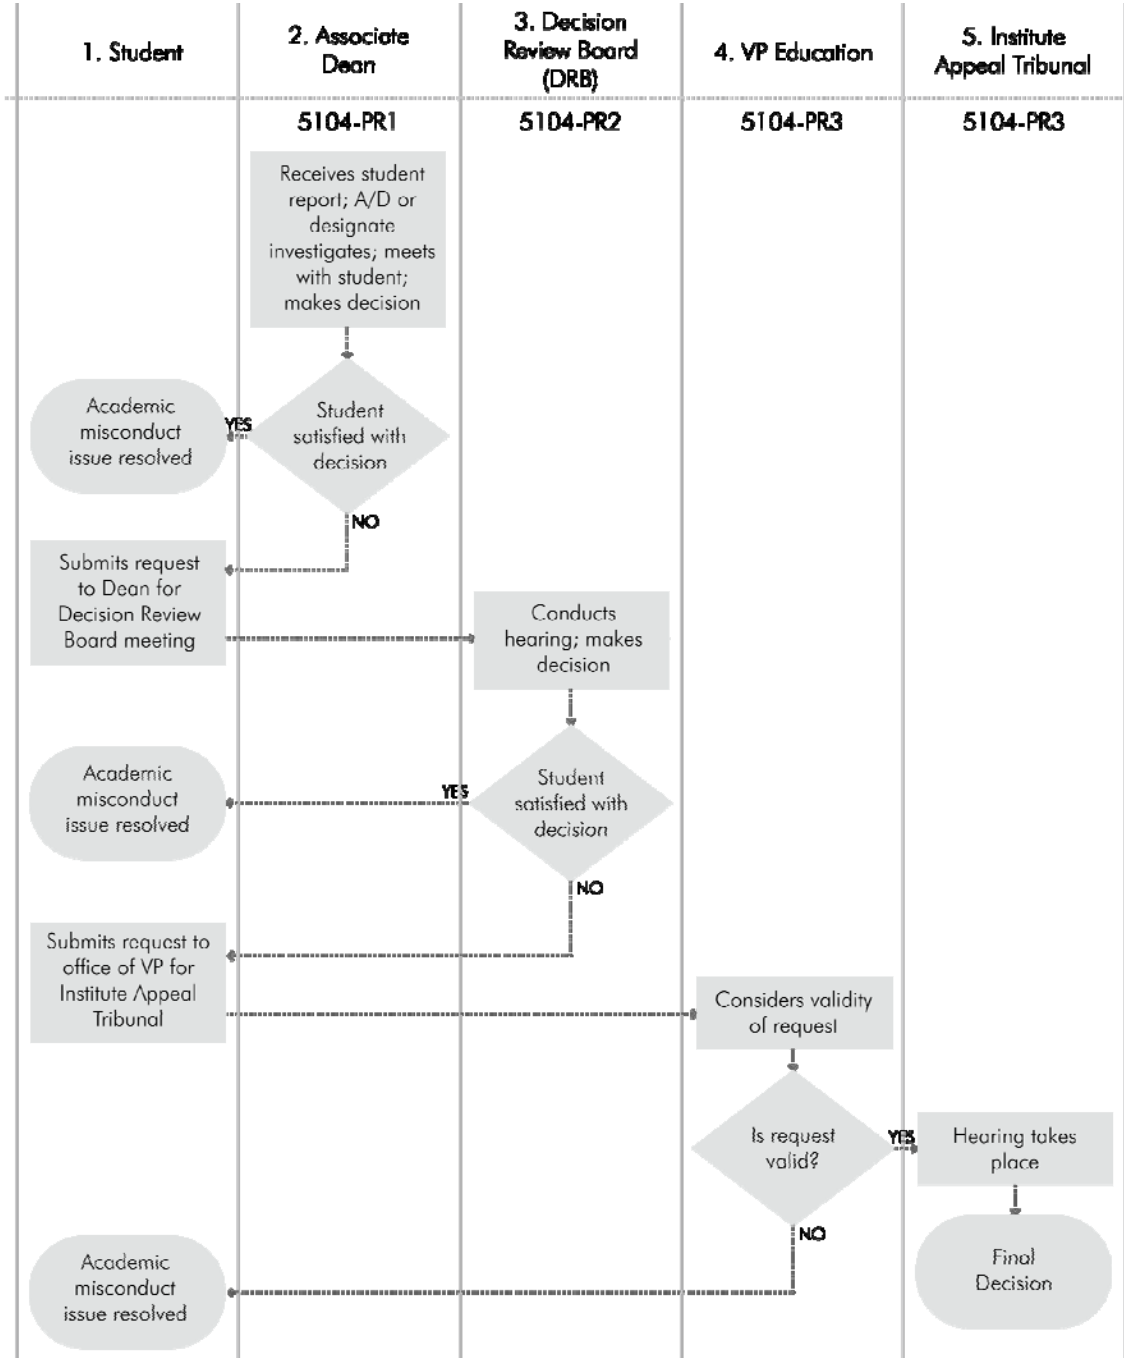 1. Student
2. Associate
Dean
3. Decision
Review Board
(DRB)
4. VP Education
5. Institute
Appeal Tribunal
5104-PR1
5104-PR2
5104-PR3
5104-PR3
Receives student
report; A/D or
designate
investigates; meets
with student;
makes decision
Academic
misconduct
issue resolved
YES
Student
satisfied with
decision
NO
Submits request
to Dean for
Decision Review
Board meeting
Conducts
hearing; makes
decision
Academic
misconduct
issue resolved
YES
Student
satisfied with
decision
NO
Submits request to
office of VP for
Institute Appeal
Tribunal
Considers validity
of request
Is request
valid?
YES
Hearing takes
place
NO
Academic
misconduct
issue resolved
Final
Decision